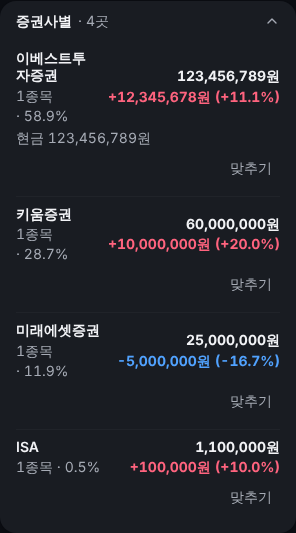 증권사별 · 4곳
이베스트투
자증권
123,456,789원
1종목
+12,345,678원 (+11.1%)
· 58.9%
현금 123,456,789원
맞추기
키움증권
60,000,000원
1종목
+10,000,000원 (+20.0%)
· 28.7%
맞추기
미래에셋증권
25,000,000원
1종목
-5,000,000원 (-16.7%)
· 11.9%
맞추기
ISA
1,100,000원
1종목 · 0.5%
+100,000원 (+10.0%)
맞추기